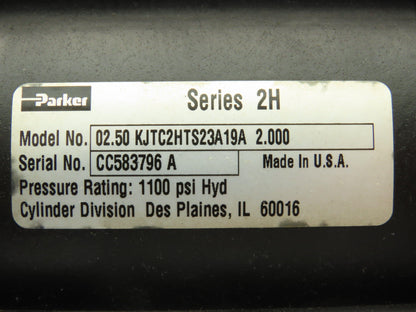 Parker Series 2H
Model No. 02.50 KJTC2HTS23A19A 2.000
Serial No. CC583796 A Made In U.S.A.
Pressure Rating: 1100 psi Hyd
Cylinder Division Des Plaines, IL 60016